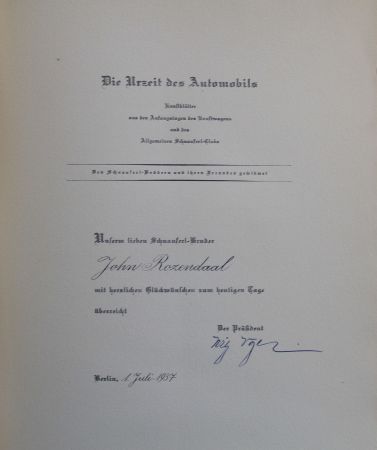 Die Urzeit des Automobils
Kunstblätter
aus den Anfangstagen des Kraftwagens
und des
Allgemeinen Schnauferl-Clubs
Den Schnauferl-Brüdern und ihren Freunden gewidmet
Unserm lieben Schnauferl-Bruder
John Rozendaal
mit herzlichen Glückwünschen zum heutigen Tage
überreicht
Der Präsident
Berlin, 1. Juli 1937